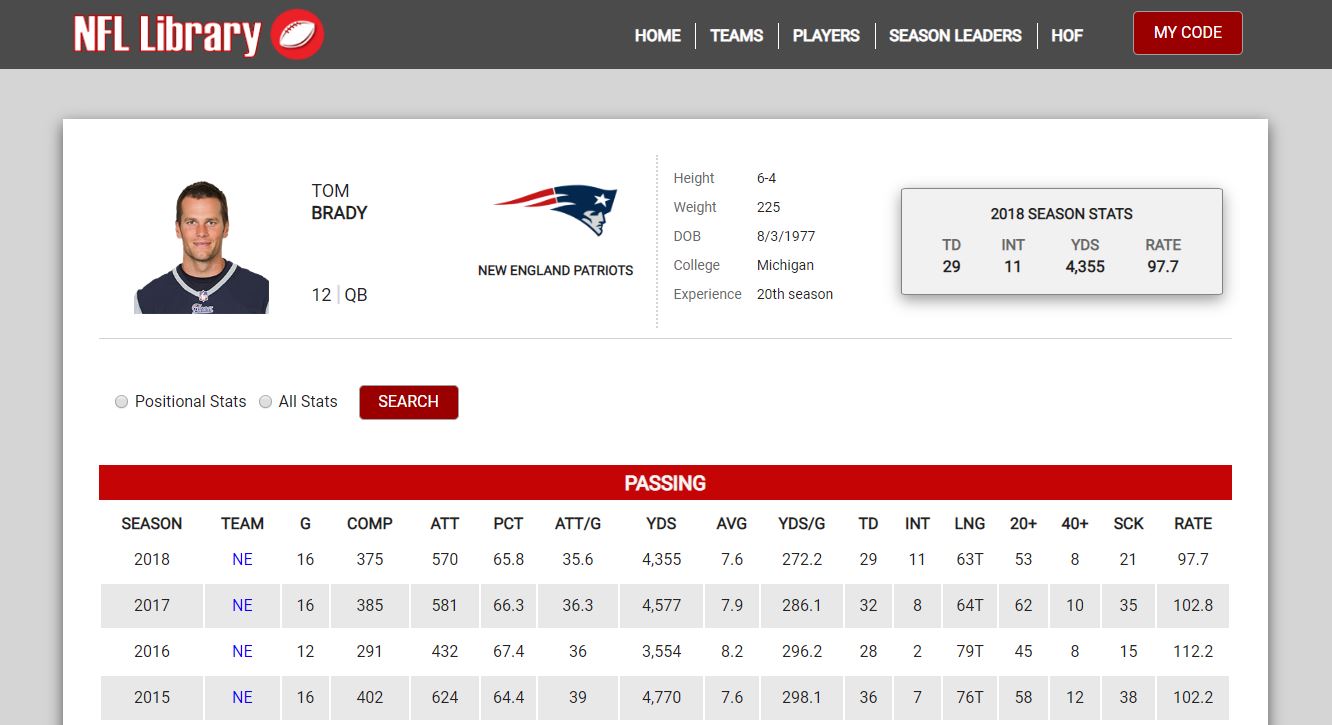 NFL Library
HOME TEAMS PLAYERS SEASON LEADERS HOF MY CODE
TOM
BRADY
12 QB
NEW ENGLAND PATRIOTS
Height 6-4
Weight 225
DOB 8/3/1977
College Michigan
Experience 20th season
2018 SEASON STATS
TD INT YDS RATE
29 11 4,355 97.7
Positional Stats All Stats SEARCH
PASSING
SEASON TEAM G COMP ATT PCT ATT/G YDS AVG YDS/G TD INT LNG 20+ 40+ SCK RATE
2018 NE 16 375 570 65.8 35.6 4,355 7.6 272.2 29 11 63T 53 8 21 97.7
2017 NE 16 385 581 66.3 36.3 4,577 7.9 286.1 32 8 64T 62 10 35 102.8
2016 NE 12 291 432 67.4 36 3,554 8.2 296.2 28 2 79T 45 8 15 112.2
2015 NE 16 402 624 64.4 39 4,770 7.6 298.1 36 7 76T 58 12 38 102.2